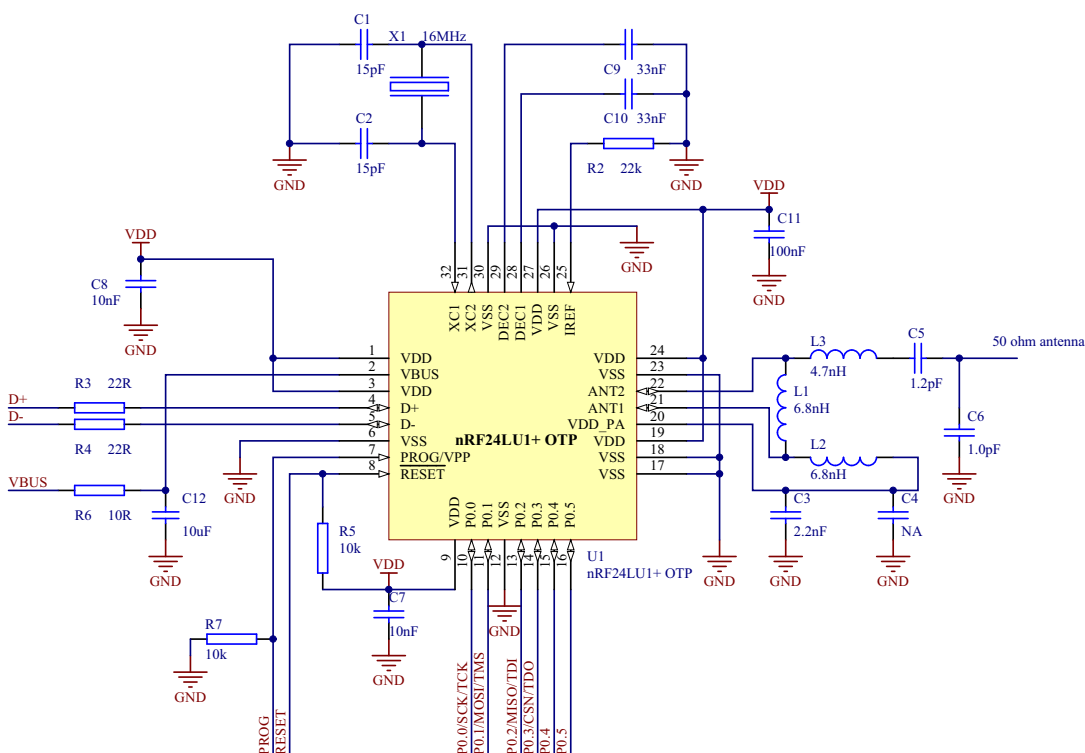 C1
X1 16MHz
15pF
C2
15pF
GND
C9 33nF
C10 33nF
R2 22k
GND
VDD
C11
100nF
GND
GND
VDD
C8
10nF
GND
32
31
30
29
28
27
26
25
XC1
XC2
VSS
DEC2
DEC1
VDD
VSS
IREF
1 VDD
2 VBUS
3 VDD
4 D+
5 D-
6 VSS
7 PROG/VPP
8 RESET
VDD 24
VSS 23
ANT2 22
ANT1 21
VDD_PA 20
VDD 19
VSS 18
VSS 17
nRF24LU1+ OTP
VDD
P0.0
P0.1
VSS
P0.2
P0.3
P0.4
P0.5
9
10
11
12
13
14
15
16
U1
nRF24LU1+ OTP
R3 22R
D+
D-
R4 22R
VBUS
R6 10R
C12
10uF
GND
GND
R5
10k
VDD
C7
10nF
GND
R7
10k
GND
PROG
RESET
GND
P0.0/SCK/TCK
P0.1/MOSI/TMS
P0.2/MISO/TDI
P0.3/CSN/TDO
P0.4
P0.5
L3
4.7nH
C5
1.2pF
50 ohm antenna
L1
6.8nH
L2
6.8nH
C6
1.0pF
GND
C3
2.2nF
GND
C4
NA
GND
GND